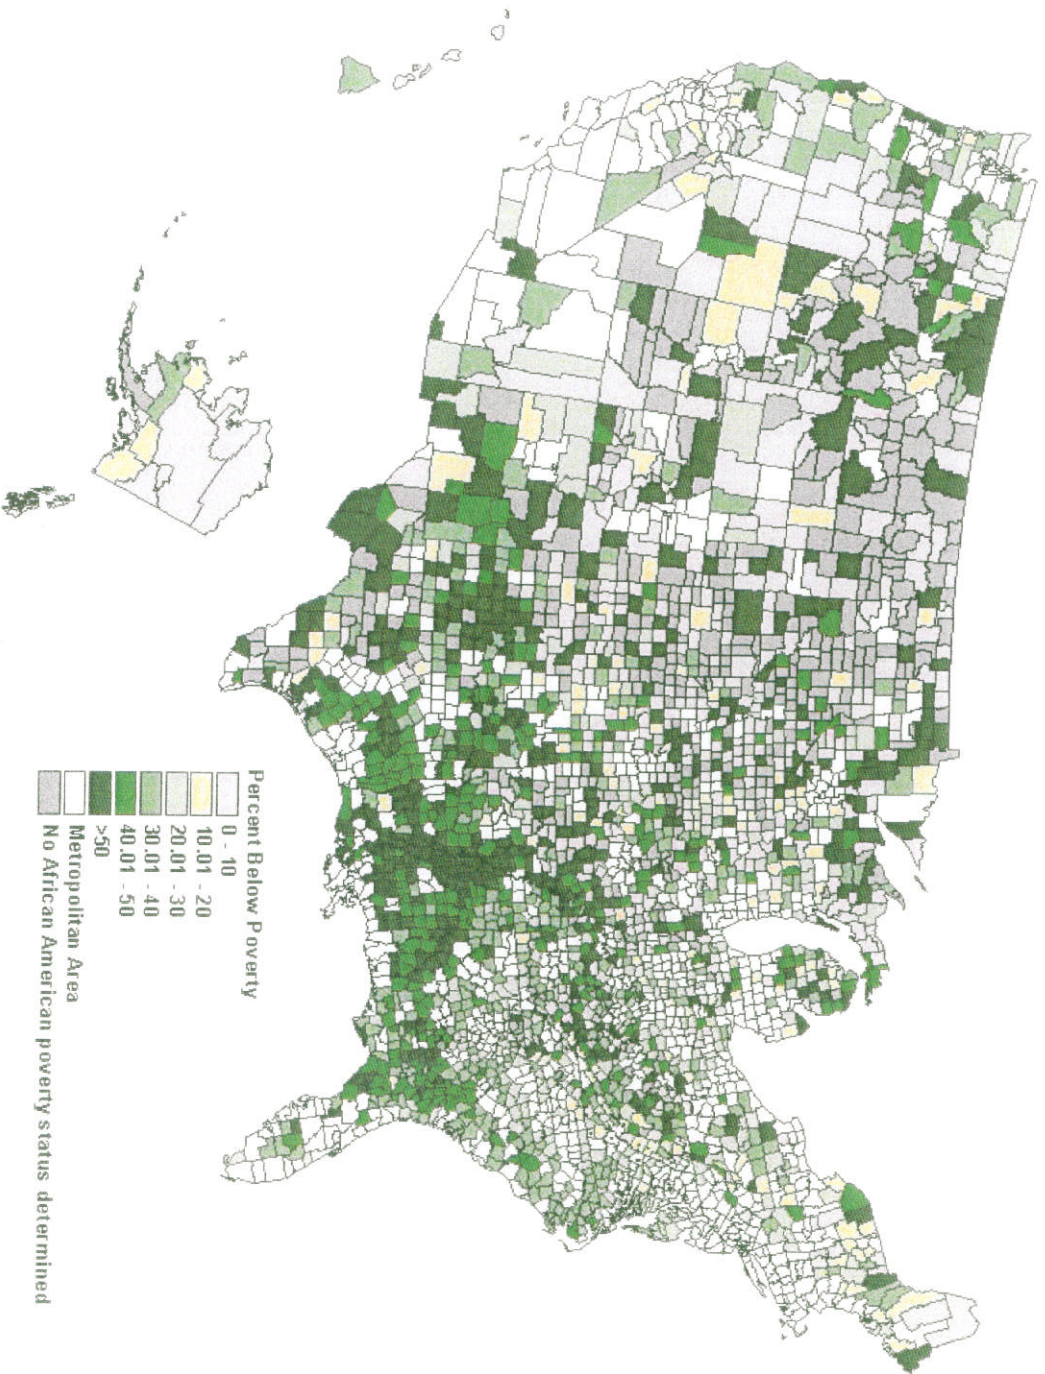 Percent Below Poverty
0 - 10
10.01 - 20
20.01 - 30
30.01 - 40
40.01 - 50
>50
Metropolitan Area
No African American poverty status determined